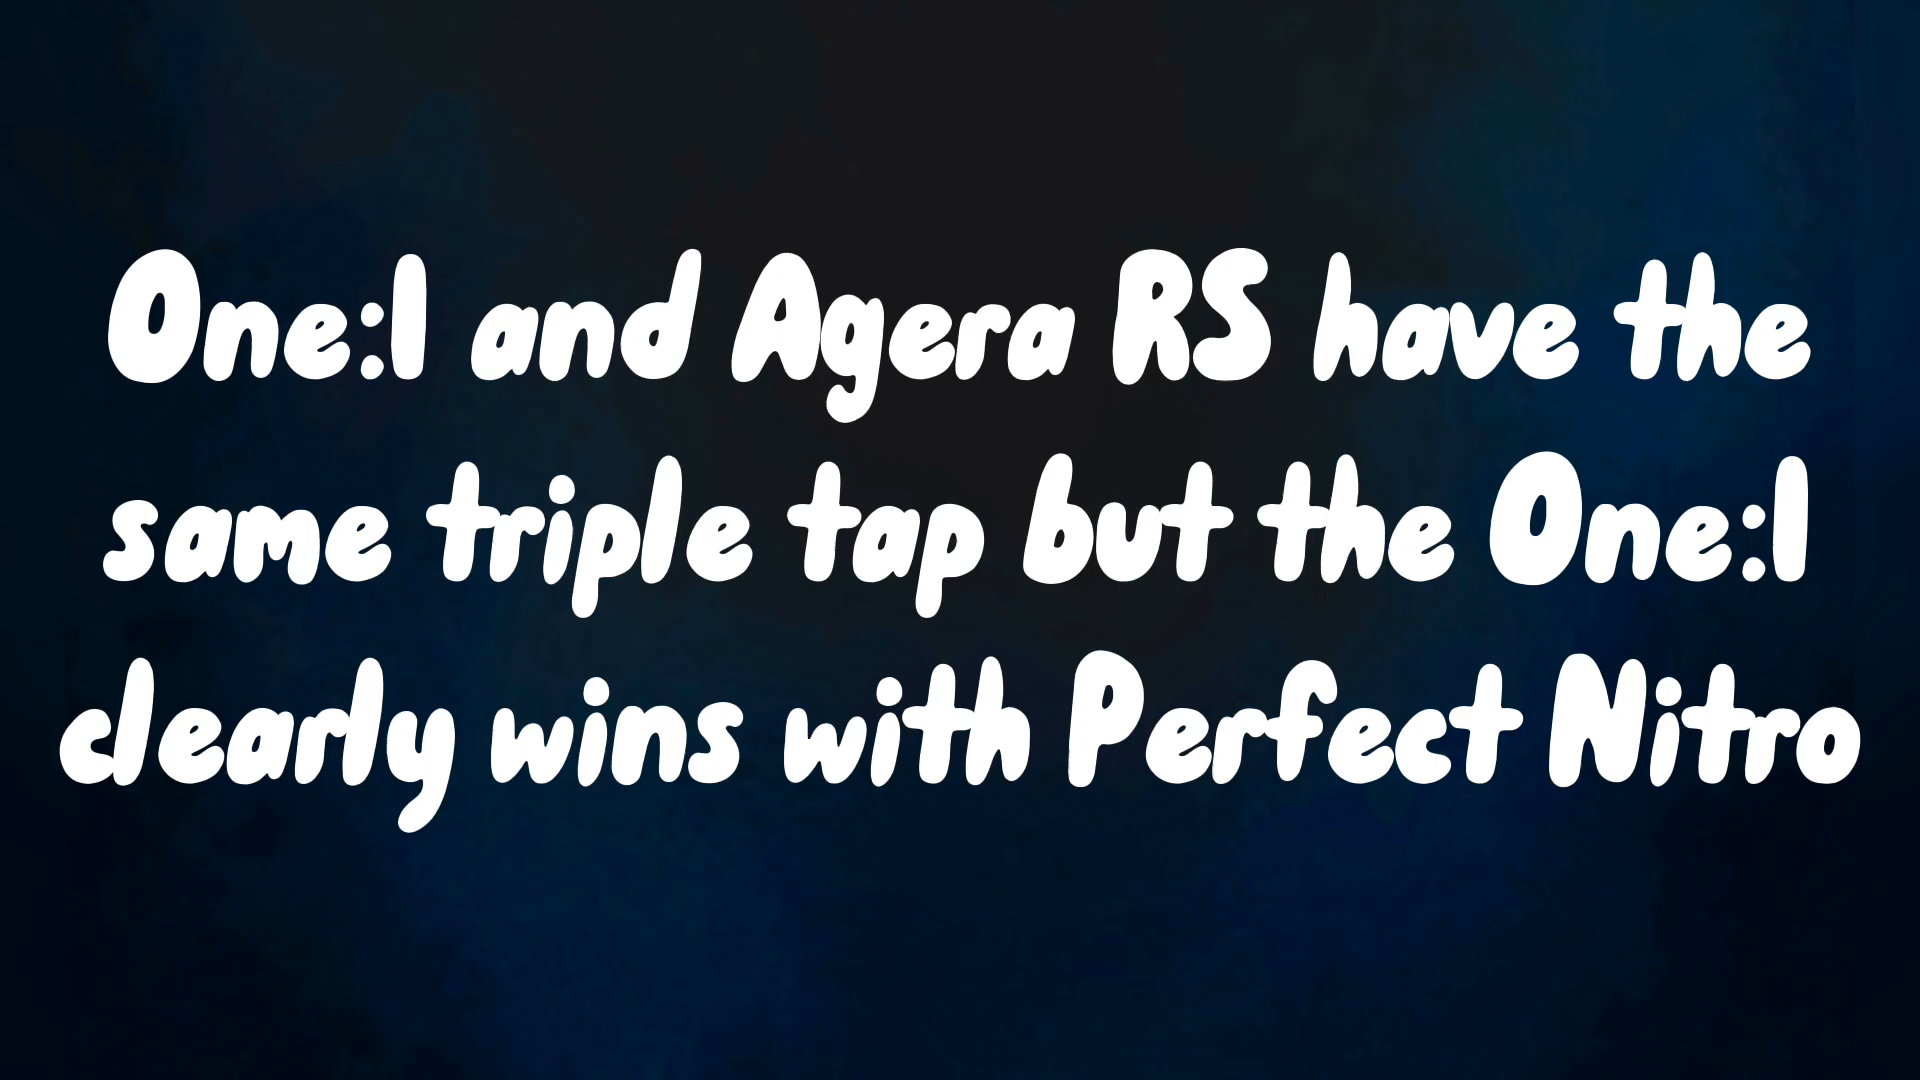 One:1 and Agera RS have the
same triple tap but the One:1
clearly wins with Perfect Nitro